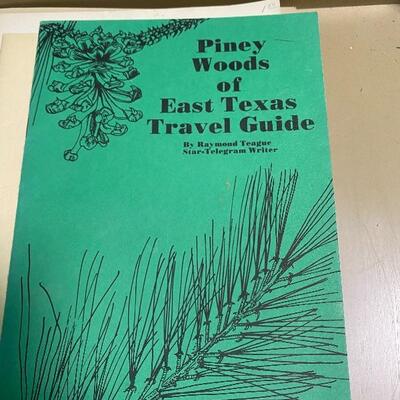 Piney
Woods
of
East Texas
Travel Guide
By Raymond Teague
Star-Telegram Writer